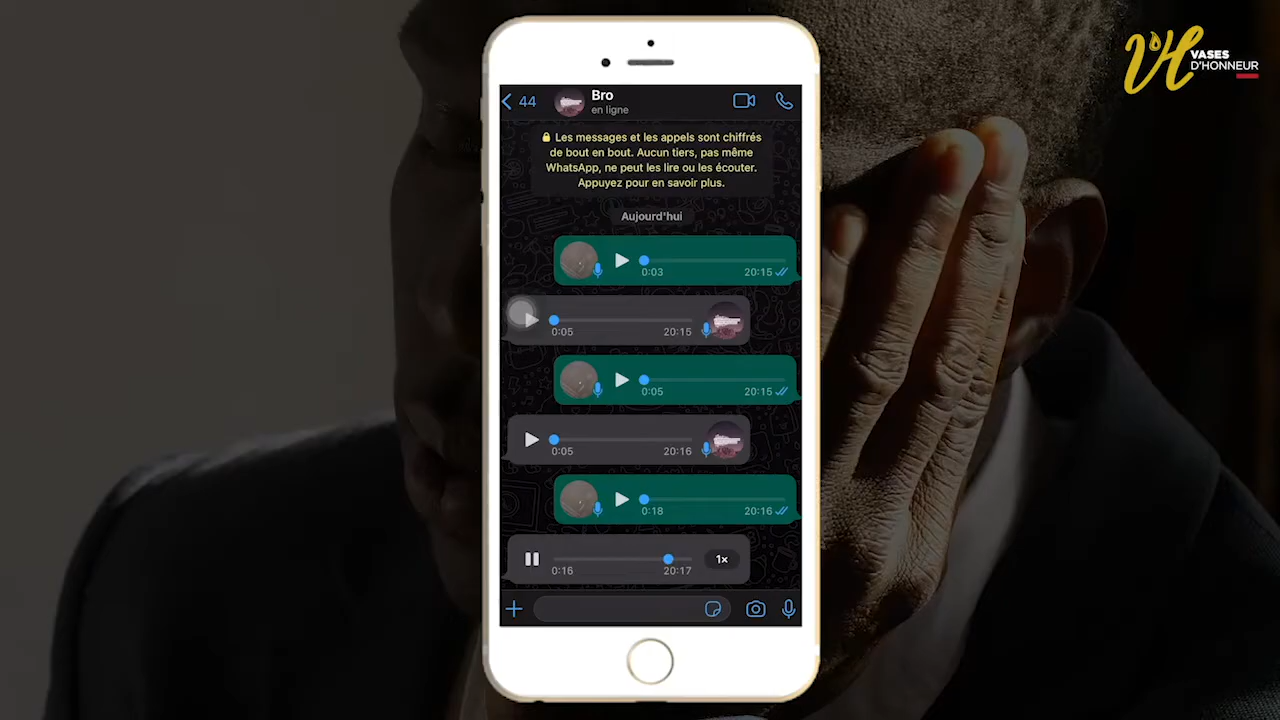 VH VASES
D'HONNEUR
44
Bro
en ligne
Les messages et les appels sont chiffrés
de bout en bout. Aucun tiers, pas même
WhatsApp, ne peut les lire ou les écouter.
Appuyez pour en savoir plus.
Aujourd'hui
0:03 20:15
0:05 20:15
0:05 20:15
0:05 20:16
0:18 20:16
1×
0:16 20:17